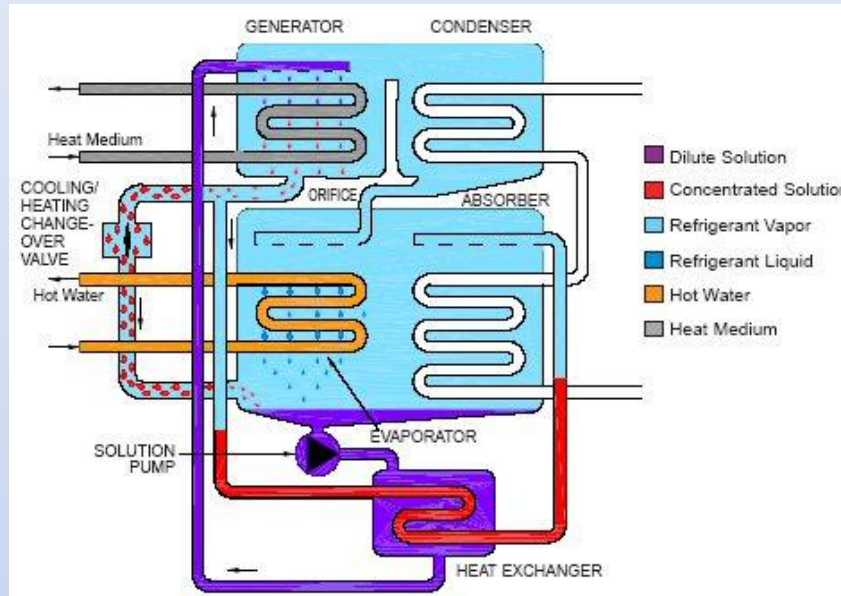 GENERATOR
CONDENSER
Heat Medium
COOLING/
HEATING
CHANGE-
OVER
VALVE
ORIFICE
ABSORBER
Hot Water
EVAPORATOR
SOLUTION
PUMP
HEAT EXCHANGER
Dilute Solution
Concentrated Solution
Refrigerant Vapor
Refrigerant Liquid
Hot Water
Heat Medium